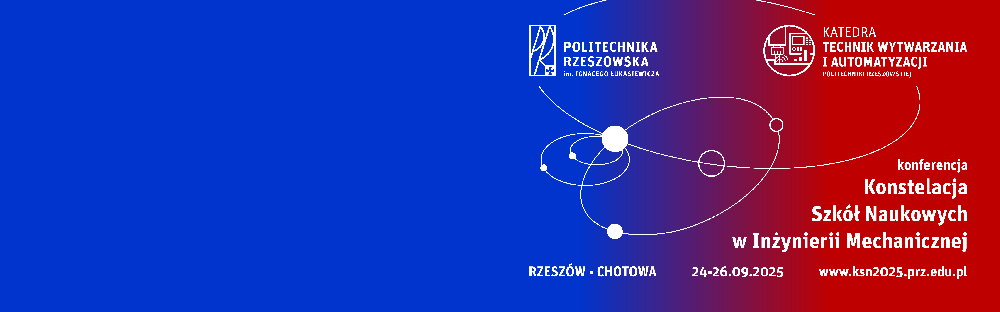 POLITECHNIKA
RZESZOWSKA
im. IGNACEGO ŁUKASIEWICZA
KATEDRA
TECHNIK WYTWARZANIA
I AUTOMATYZACJI
POLITECHNIKI RZESZOWSKIEJ
konferencja
Konstelacja
Szkół Naukowych
w Inżynierii Mechanicznej
RZESZÓW - CHOTOWA
24-26.09.2025
www.ksn2025.prz.edu.pl